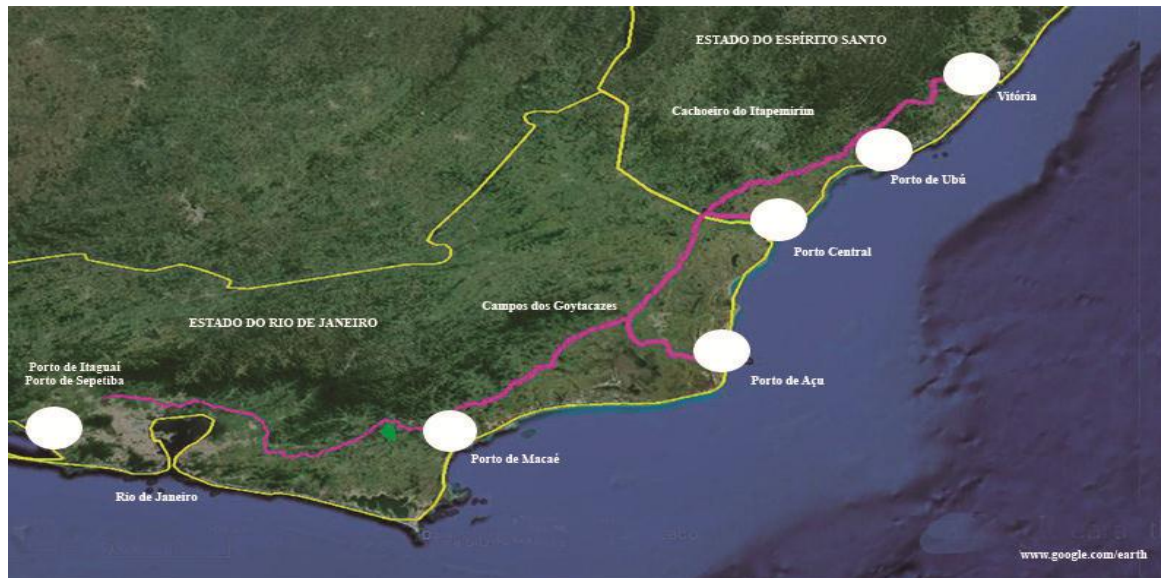 ESTADO DO ESPÍRITO SANTO
Vitória
Cachoeiro do Itapemirim
Porto de Ubú
Porto Central
Campos dos Goytacazes
ESTADO DO RIO DE JANEIRO
Porto de Itaguaí
Porto de Sepetiba
Porto de Açu
Porto de Macaé
Rio de Janeiro
www.google.com/earth